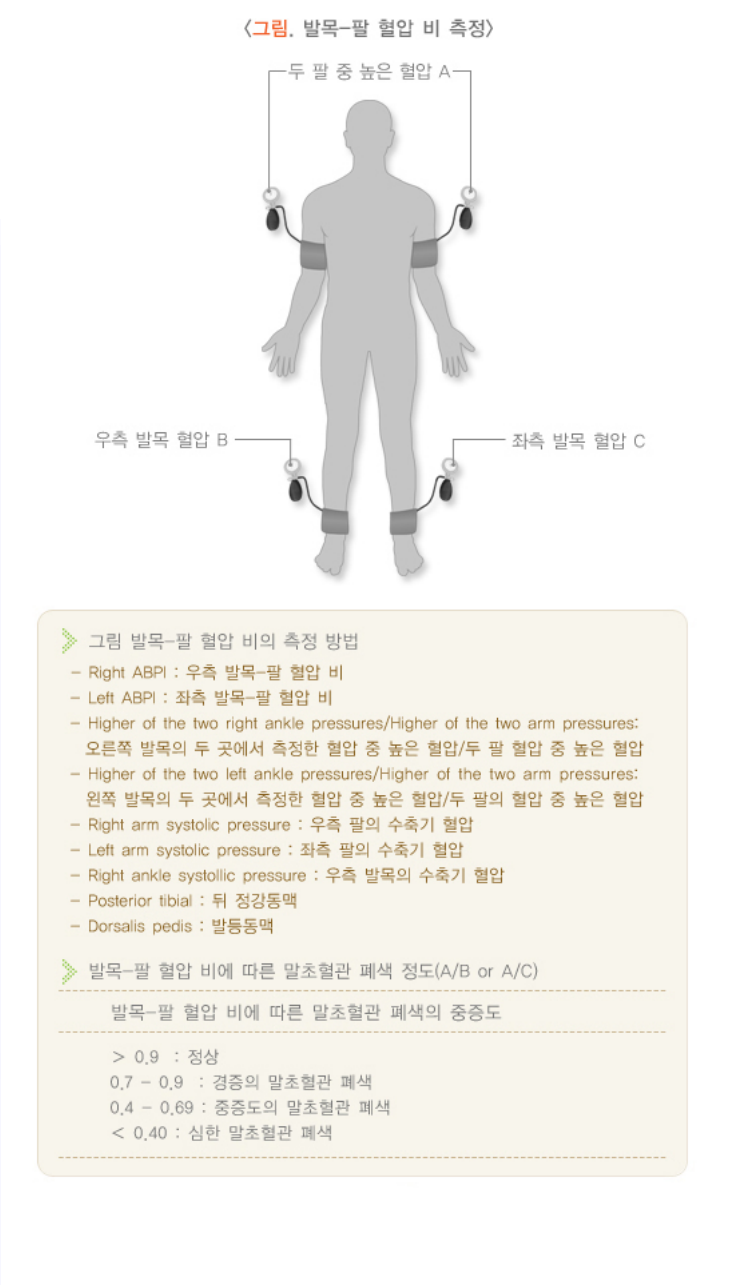 <그림. 발목-팔 혈압 비 측정>
두 팔 중 높은 혈압 A
우측 발목 혈압 B
좌측 발목 혈압 C
그림 발목-팔 혈압 비의 측정 방법
- Right ABPI : 우측 발목-팔 혈압 비
- Left ABPI : 좌측 발목-팔 혈압 비
- Higher of the two right ankle pressures/Higher of the two arm pressures:
오른쪽 발목의 두 곳에서 측정한 혈압 중 높은 혈압/두 팔 혈압 중 높은 혈압
- Higher of the two left ankle pressures/Higher of the two arm pressures:
왼쪽 발목의 두 곳에서 측정한 혈압 중 높은 혈압/두 팔의 혈압 중 높은 혈압
- Right arm systolic pressure : 우측 팔의 수축기 혈압
- Left arm systolic pressure : 좌측 팔의 수축기 혈압
- Right ankle systollic pressure : 우측 발목의 수축기 혈압
- Posterior tibial : 뒤 정강동맥
- Dorsalis pedis : 발등동맥
발목-팔 혈압 비에 따른 말초혈관 폐색 정도(A/B or A/C)
발목-팔 혈압 비에 따른 말초혈관 폐색의 중증도
> 0.9 : 정상
0.7 - 0.9 : 경증의 말초혈관 폐색
0.4 - 0.69 : 중증도의 말초혈관 폐색
< 0.40 : 심한 말초혈관 폐색